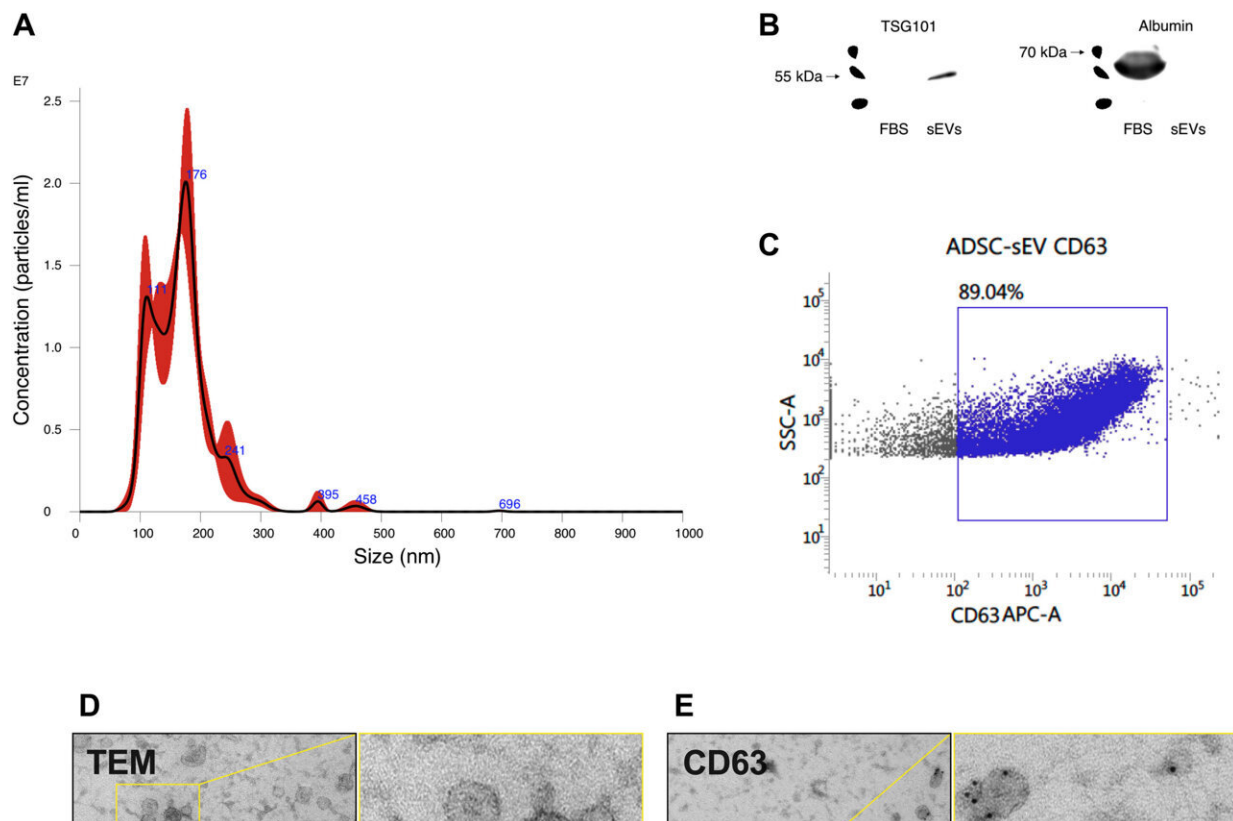 A
E7
Concentration (particles/ml)
2.5
2.0
1.5
1.0
0.5
0
176
111
241
395
458
696
0 100 200 300 400 500 600 700 800 900 1000
Size (nm)
B
TSG101
55 kDa →
FBS sEVs
Albumin
70 kDa →
FBS sEVs
C
ADSC-sEV CD63
89.04%
SSC-A
10⁵
10⁴
10³
10²
10¹
10¹ 10² 10³ 10⁴ 10⁵
CD63 APC-A
D
TEM
E
CD63